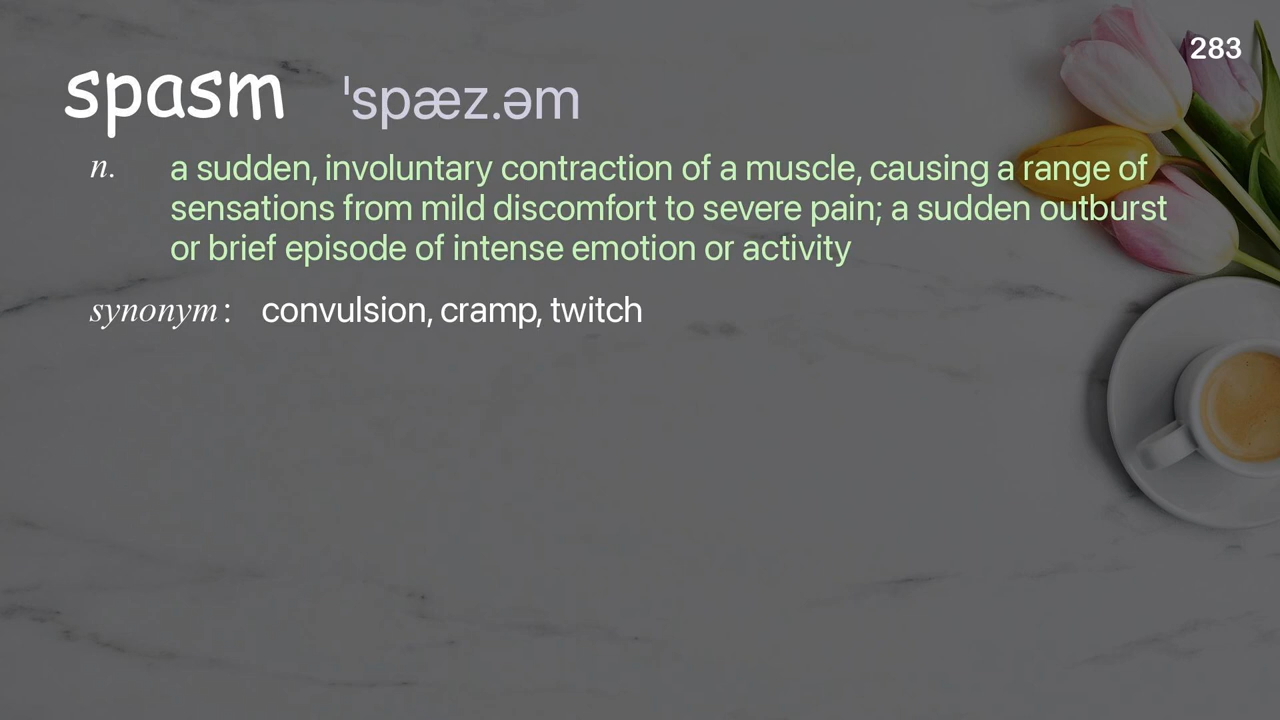 283
spasm ˈspæz.əm
n. a sudden, involuntary contraction of a muscle, causing a range of
sensations from mild discomfort to severe pain; a sudden outburst
or brief episode of intense emotion or activity
synonym: convulsion, cramp, twitch